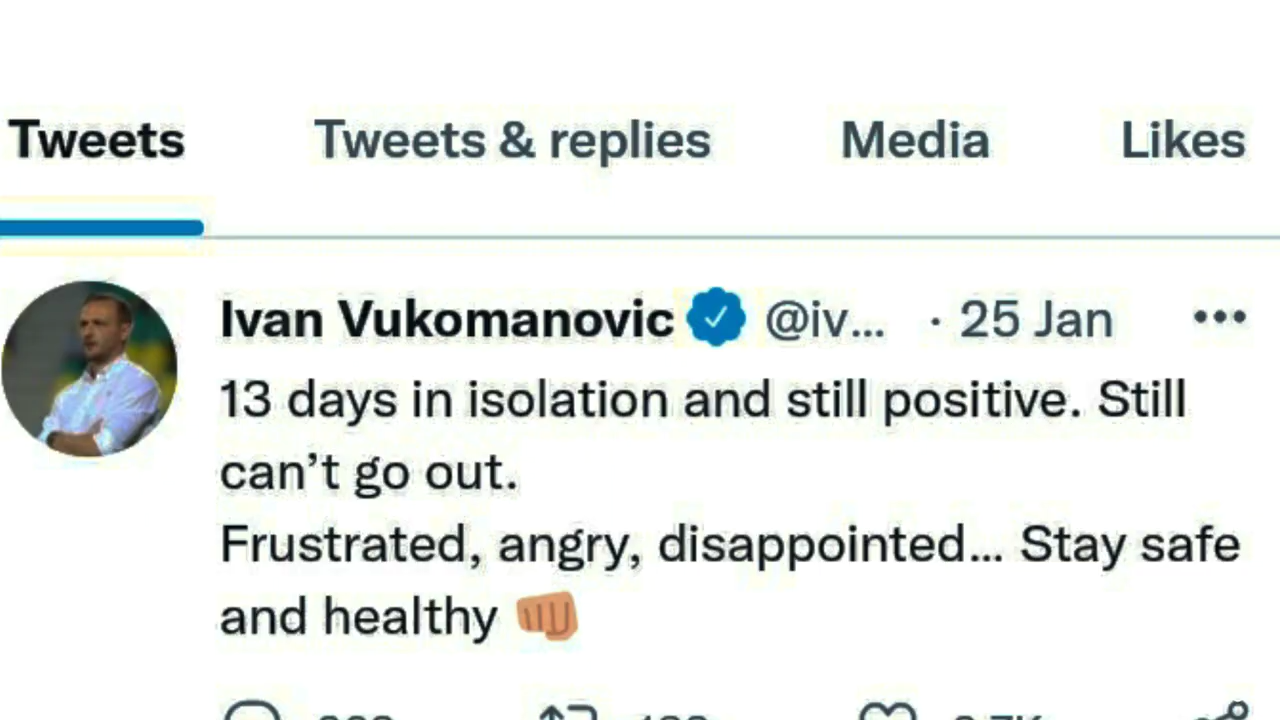 Tweets Tweets & replies Media Likes
Ivan Vukomanovic @iv... · 25 Jan
13 days in isolation and still positive. Still
can’t go out.
Frustrated, angry, disappointed... Stay safe
and healthy